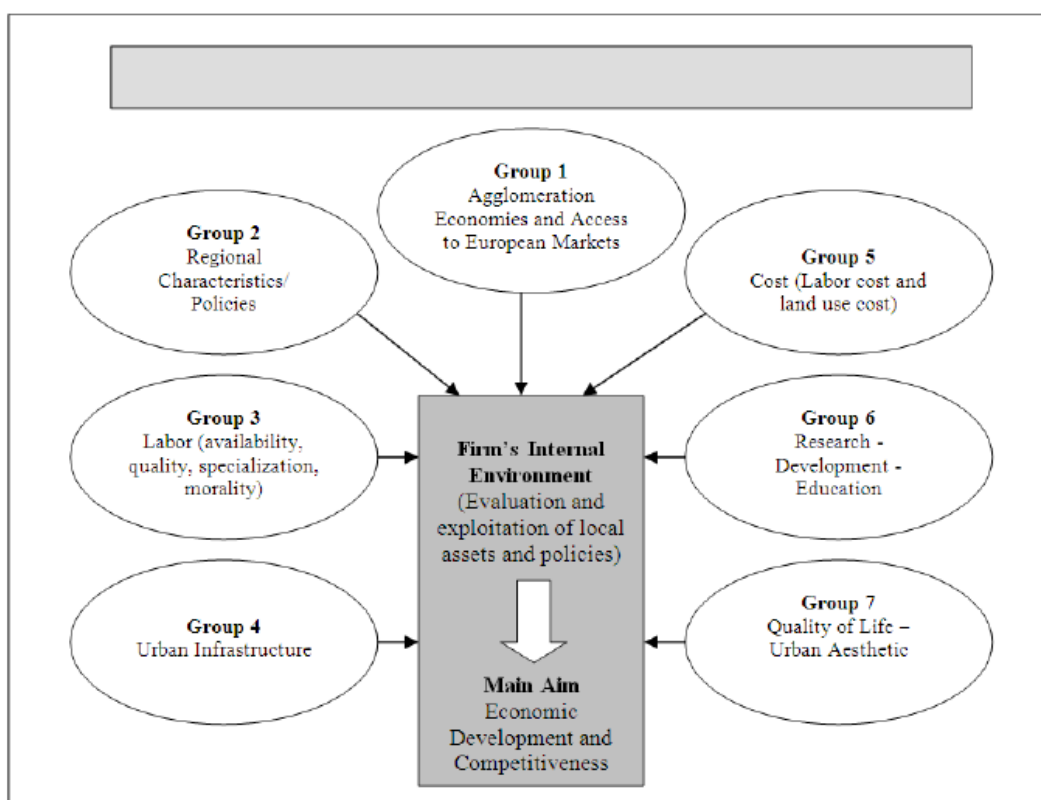 Group 1
Agglomeration
Economies and Access
to European Markets
Group 2
Regional
Characteristics/
Policies
Group 5
Cost (Labor cost and
land use cost)
Group 3
Labor (availability,
quality, specialization,
morality)
Firm's Internal
Environment
(Evaluation and
exploitation of local
assets and policies)
Group 6
Research -
Development -
Education
Group 4
Urban Infrastructure
Group 7
Quality of Life –
Urban Aesthetic
Main Aim
Economic
Development and
Competitiveness